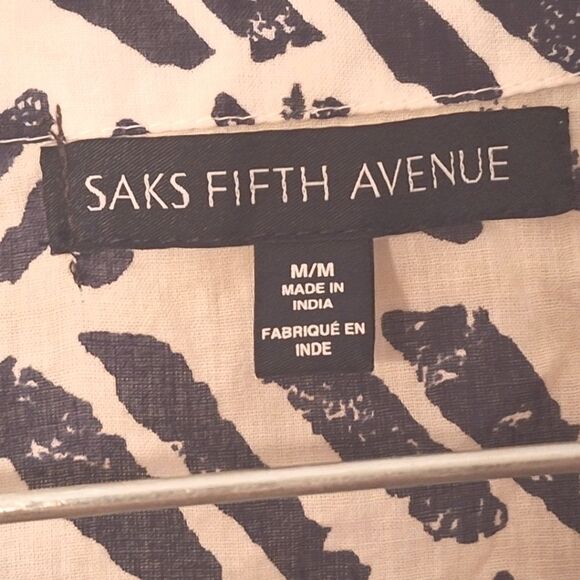 SAKS FIFTH AVENUE
M/M
MADE IN
INDIA
FABRIQUÉ EN
INDE